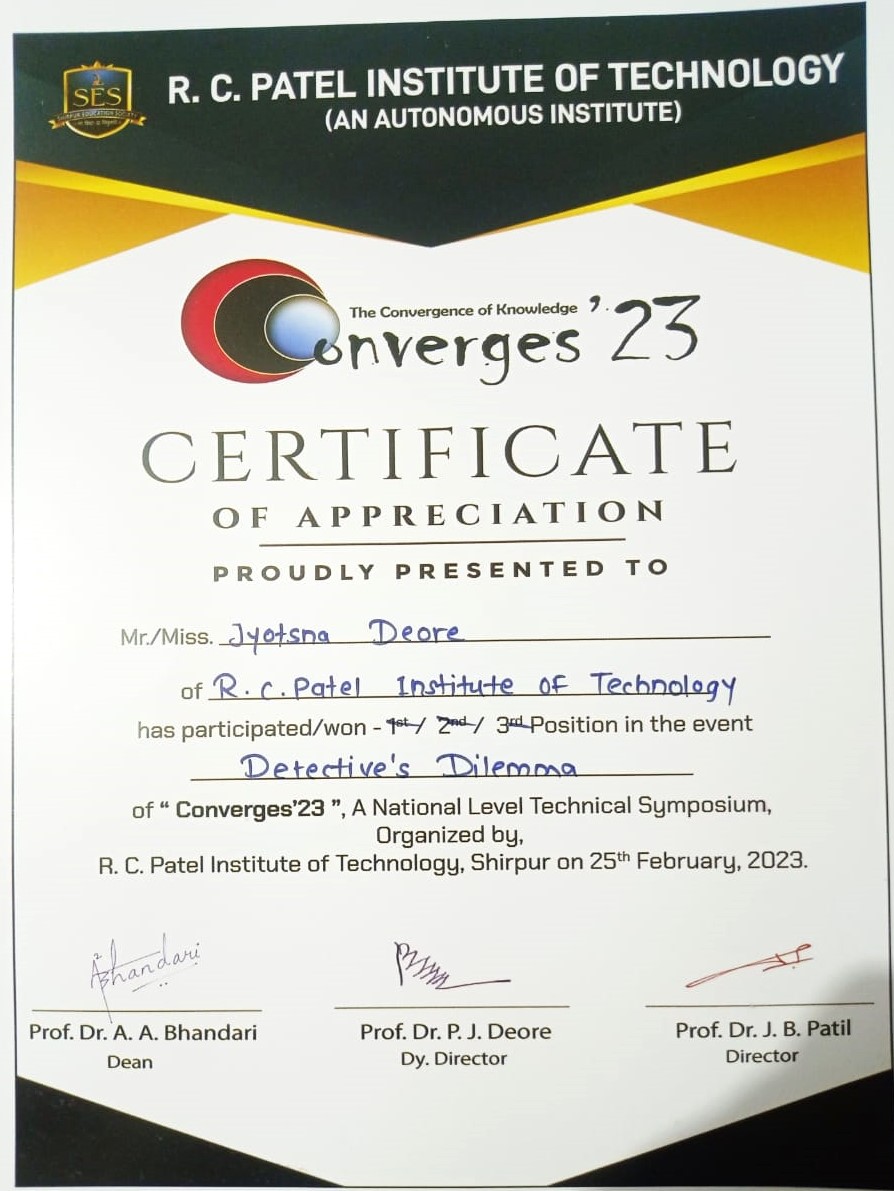 SES
SHIRPUR EDUCATION SOCIETY
R. C. PATEL INSTITUTE OF TECHNOLOGY
(AN AUTONOMOUS INSTITUTE)
The Convergence of Knowledge
Converges '23
CERTIFICATE
OF APPRECIATION
PROUDLY PRESENTED TO
Mr./Miss. Jyotsna Deore
of R. C. Patel Institute of Technology
has participated/won - 1st / 2nd / 3rd Position in the event
Detective's Dilemma
of “ Converges'23 ”, A National Level Technical Symposium,
Organized by,
R. C. Patel Institute of Technology, Shirpur on 25th February, 2023.
Bhandari
Prof. Dr. A. A. Bhandari
Dean
Prof. Dr. P. J. Deore
Dy. Director
Prof. Dr. J. B. Patil
Director